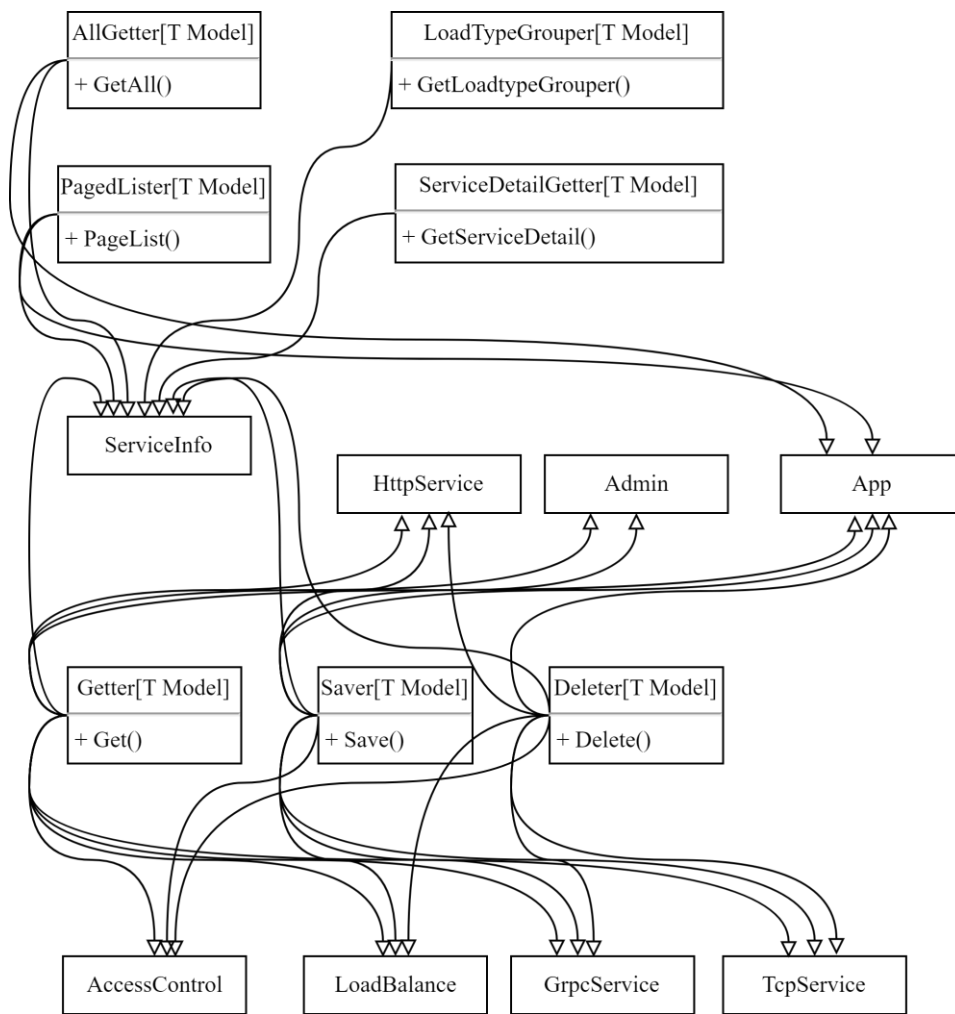 AllGetter[T Model]
+ GetAll()
LoadTypeGrouper[T Model]
+ GetLoadtypeGrouper()
PagedLister[T Model]
+ PageList()
ServiceDetailGetter[T Model]
+ GetServiceDetail()
ServiceInfo
HttpService
Admin
App
Getter[T Model]
+ Get()
Saver[T Model]
+ Save()
Deleter[T Model]
+ Delete()
AccessControl
LoadBalance
GrpcService
TcpService